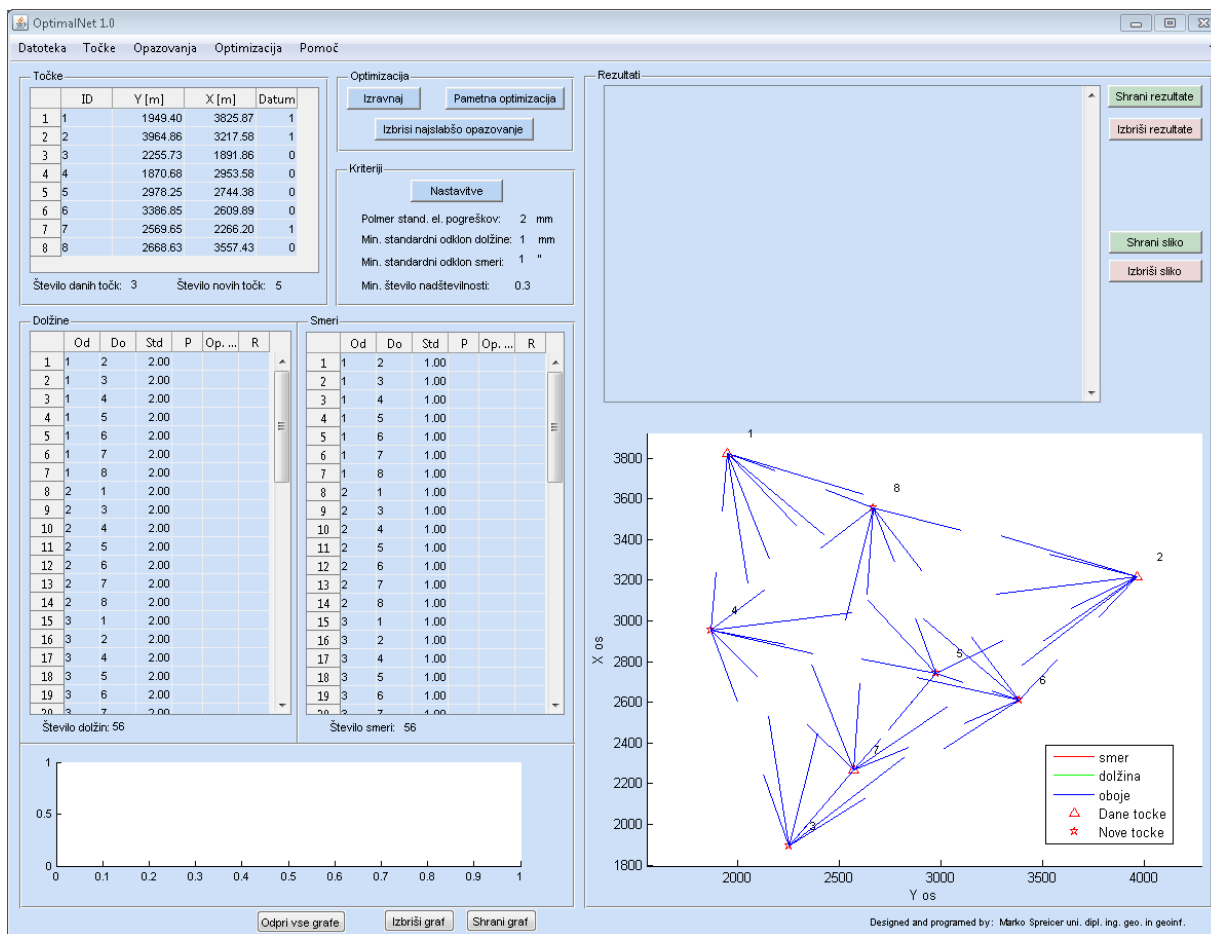 OptimalNet 1.0
Datoteka Točke Opazovanja Optimizacija Pomoč
Točke
ID Y [m] X [m] Datum
1 1 1949.40 3825.87 1
2 2 3964.86 3217.58 1
3 3 2255.73 1891.86 0
4 4 1870.68 2953.58 0
5 5 2978.25 2744.38 0
6 6 3386.85 2609.89 0
7 7 2569.65 2266.20 1
8 8 2668.63 3557.43 0
Število danih točk: 3 Število novih točk: 5
Optimizacija
Izravnaj Pametna optimizacija
Izbrisi najslabšo opazovanje
Kriteriji
Nastavitve
Polmer stand. el. pogreškov: 2 mm
Min. standardni odklon dolžine: 1 mm
Min. standardni odklon smeri: 1 "
Min. število nadštevilnosti: 0.3
Rezultati
Shrani rezultate
Izbriši rezultate
Shrani sliko
Izbriši sliko
Dolžine
Od Do Std P Op. ... R
1 1 2 2.00
2 1 3 2.00
3 1 4 2.00
4 1 5 2.00
5 1 6 2.00
6 1 7 2.00
7 1 8 2.00
8 2 1 2.00
9 2 3 2.00
10 2 4 2.00
11 2 5 2.00
12 2 6 2.00
13 2 7 2.00
14 2 8 2.00
15 3 1 2.00
16 3 2 2.00
17 3 4 2.00
18 3 5 2.00
19 3 6 2.00
20 3 7 2.00
Število dolžin: 56
Smeri
Od Do Std P Op. ... R
1 1 2 1.00
2 1 3 1.00
3 1 4 1.00
4 1 5 1.00
5 1 6 1.00
6 1 7 1.00
7 1 8 1.00
8 2 1 1.00
9 2 3 1.00
10 2 4 1.00
11 2 5 1.00
12 2 6 1.00
13 2 7 1.00
14 2 8 1.00
15 3 1 1.00
16 3 2 1.00
17 3 4 1.00
18 3 5 1.00
19 3 6 1.00
20 3 7 1.00
Število smeri: 56
1
0.5
0
0 0.1 0.2 0.3 0.4 0.5 0.6 0.7 0.8 0.9 1
Odpri vse grafe Izbriši graf Shrani graf
X os
3800
3600
3400
3200
3000
2800
2600
2400
2200
2000
1800
1
8
2
4
5
6
7
3
smer
dolžina
oboje
Dane tocke
Nove tocke
2000 2500 3000 3500 4000
Y os
Designed and programed by: Marko Spreicer uni. dipl. ing. geo. in geoinf.